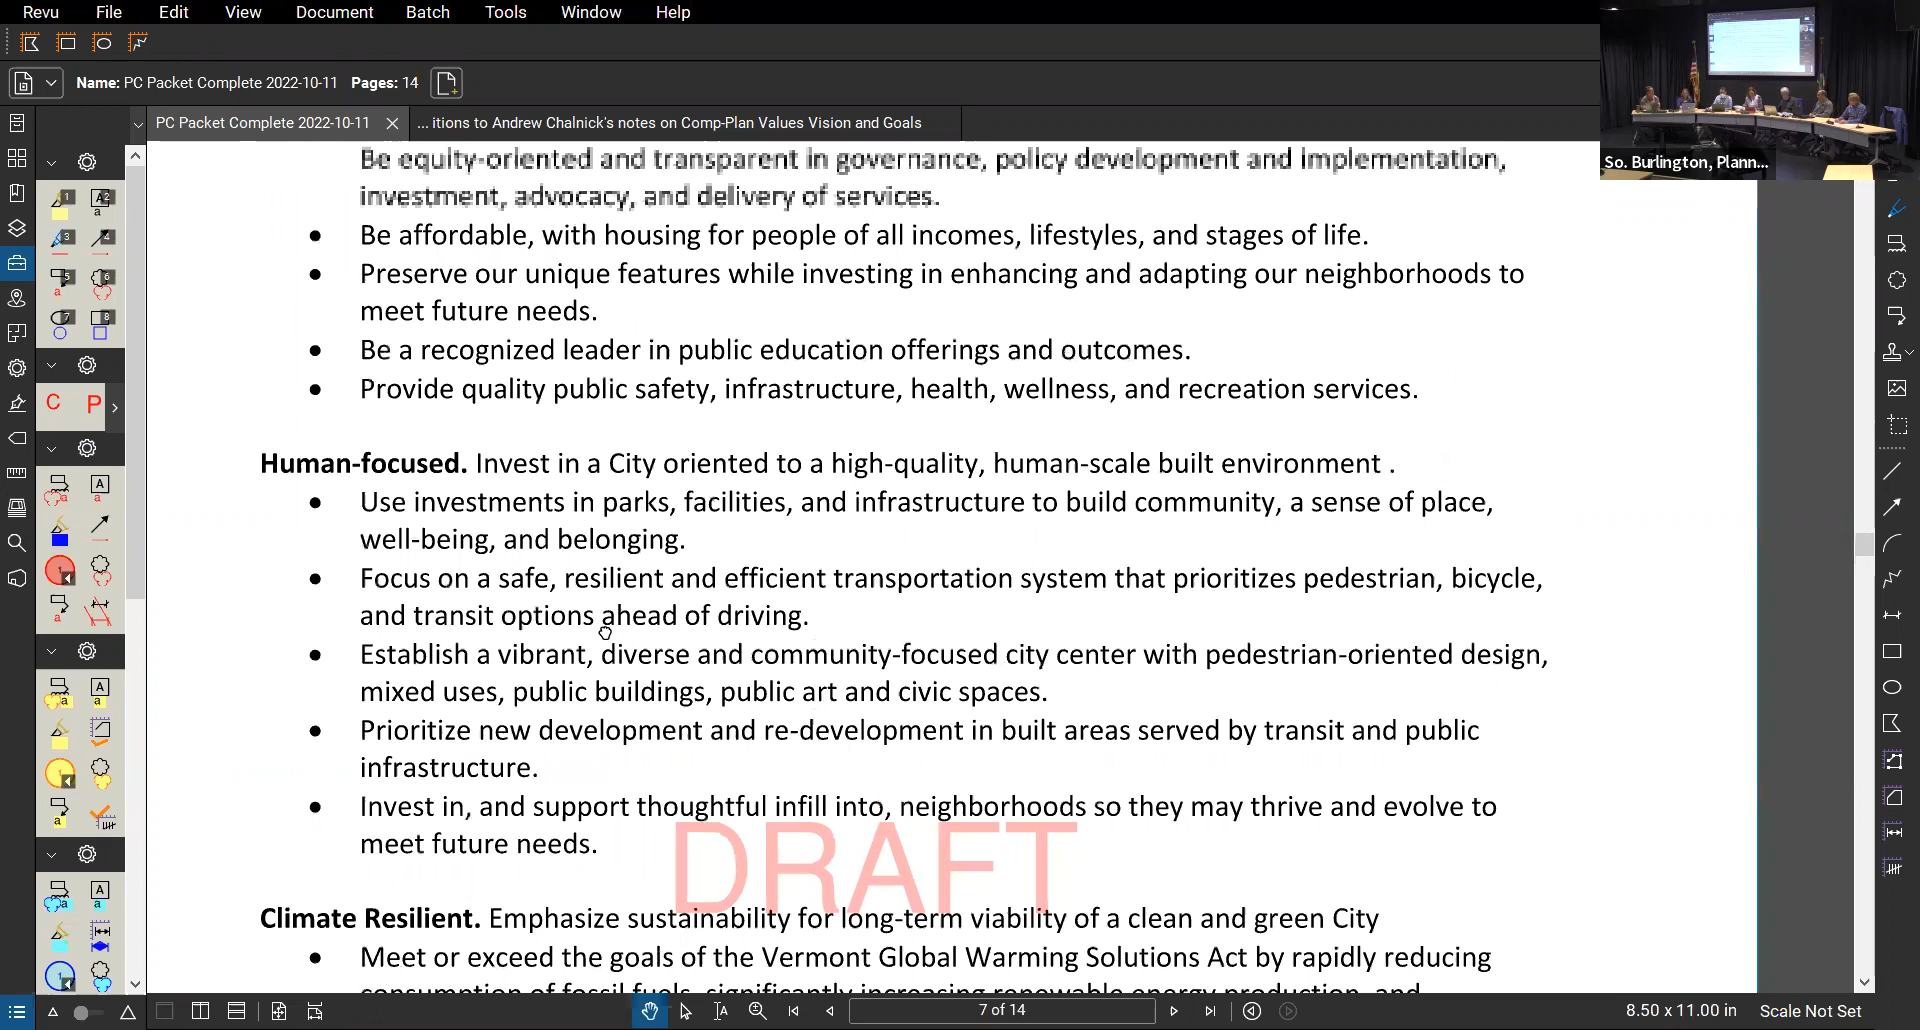 Revu File Edit View Document Batch Tools Window Help
Name: PC Packet Complete 2022-10-11 Pages: 14
PC Packet Complete 2022-10-11
... itions to Andrew Chalnick's notes on Comp-Plan Values Vision and Goals
So. Burlington, Plann...
Be equity-oriented and transparent in governance, policy development and implementation,
investment, advocacy, and delivery of services.
• Be affordable, with housing for people of all incomes, lifestyles, and stages of life.
• Preserve our unique features while investing in enhancing and adapting our neighborhoods to
meet future needs.
• Be a recognized leader in public education offerings and outcomes.
• Provide quality public safety, infrastructure, health, wellness, and recreation services.
Human-focused. Invest in a City oriented to a high-quality, human-scale built environment .
• Use investments in parks, facilities, and infrastructure to build community, a sense of place,
well-being, and belonging.
• Focus on a safe, resilient and efficient transportation system that prioritizes pedestrian, bicycle,
and transit options ahead of driving.
• Establish a vibrant, diverse and community-focused city center with pedestrian-oriented design,
mixed uses, public buildings, public art and civic spaces.
• Prioritize new development and re-development in built areas served by transit and public
infrastructure.
• Invest in, and support thoughtful infill into, neighborhoods so they may thrive and evolve to
meet future needs.
DRAFT
Climate Resilient. Emphasize sustainability for long-term viability of a clean and green City
• Meet or exceed the goals of the Vermont Global Warming Solutions Act by rapidly reducing
consumption of fossil fuels, significantly increasing renewable energy production, and
C P
7 of 14
8.50 x 11.00 in Scale Not Set